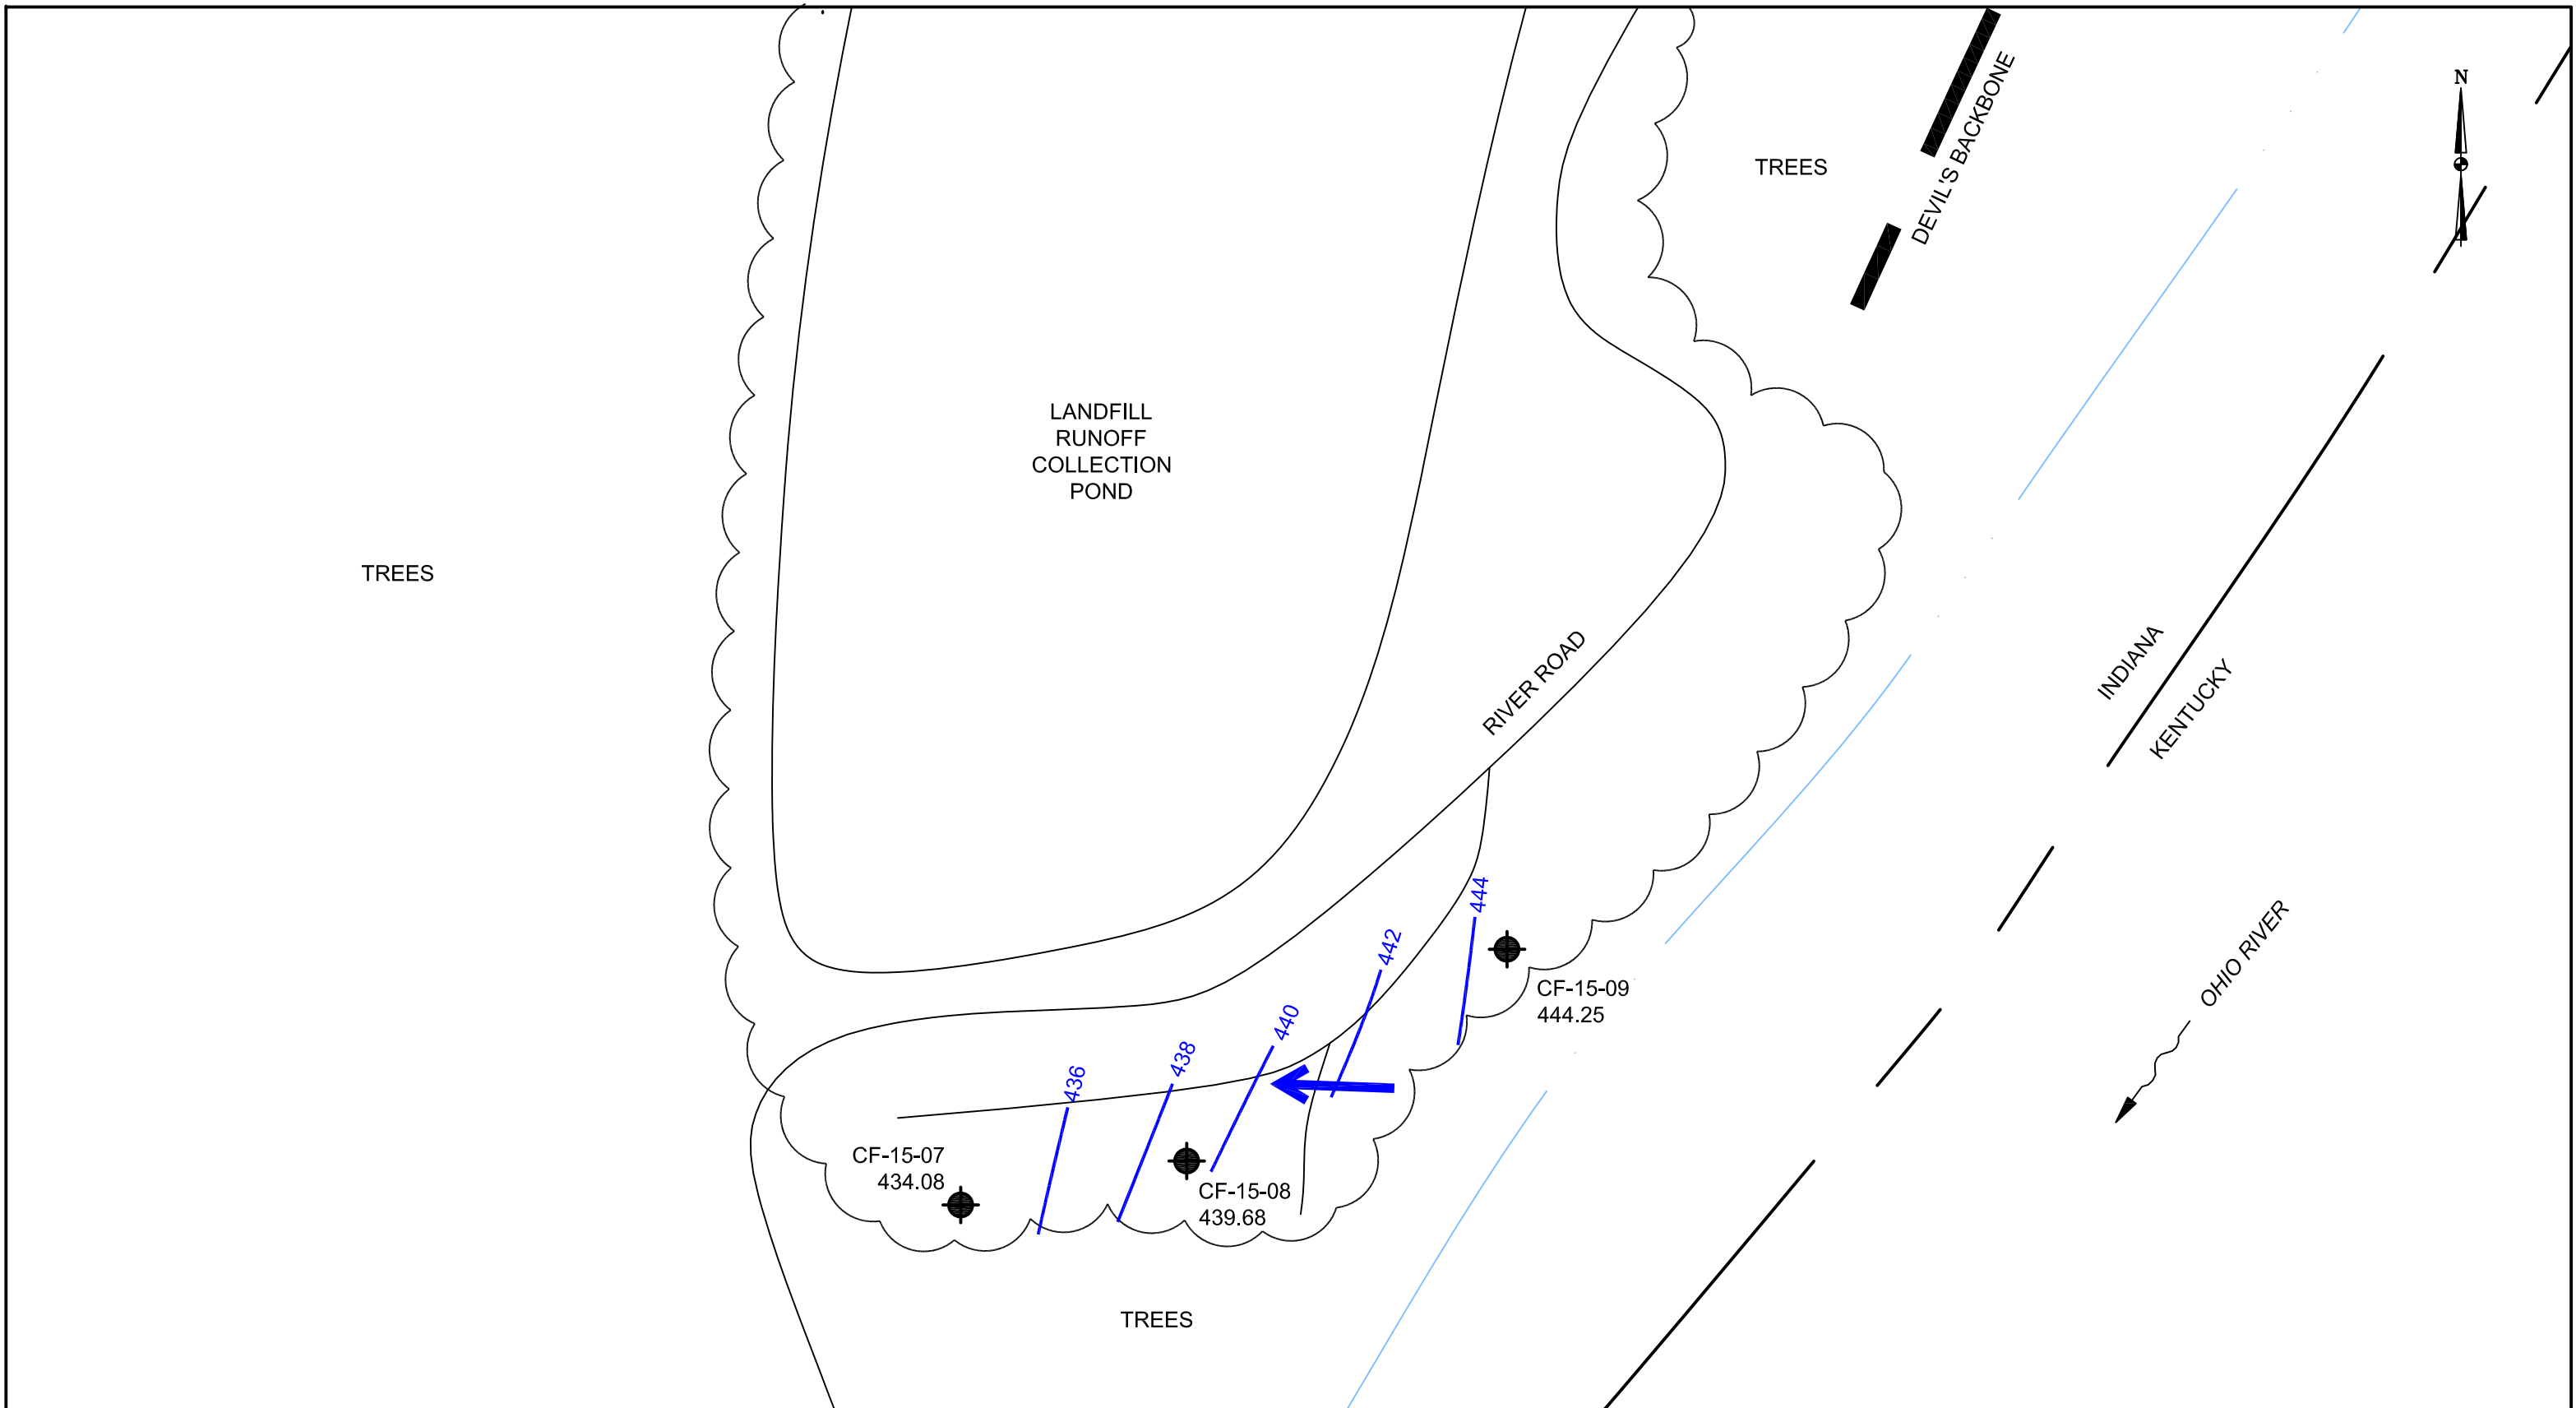 N
DEVIL'S BACKBONE
TREES
LANDFILL
RUNOFF
COLLECTION
POND
TREES
RIVER ROAD
INDIANA
KENTUCKY
OHIO RIVER
444
442
440
438
436
CF-15-09
444.25
CF-15-07
434.08
CF-15-08
439.68
TREES